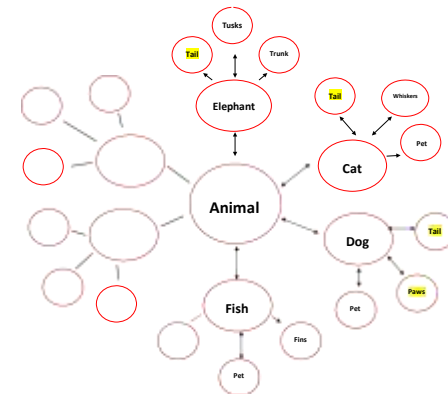 Tusks
Tail
Trunk
Elephant
Tail
Whiskers
Pet
Cat
Animal
Dog
Tail
Paws
Pet
Fish
Fins
Pet